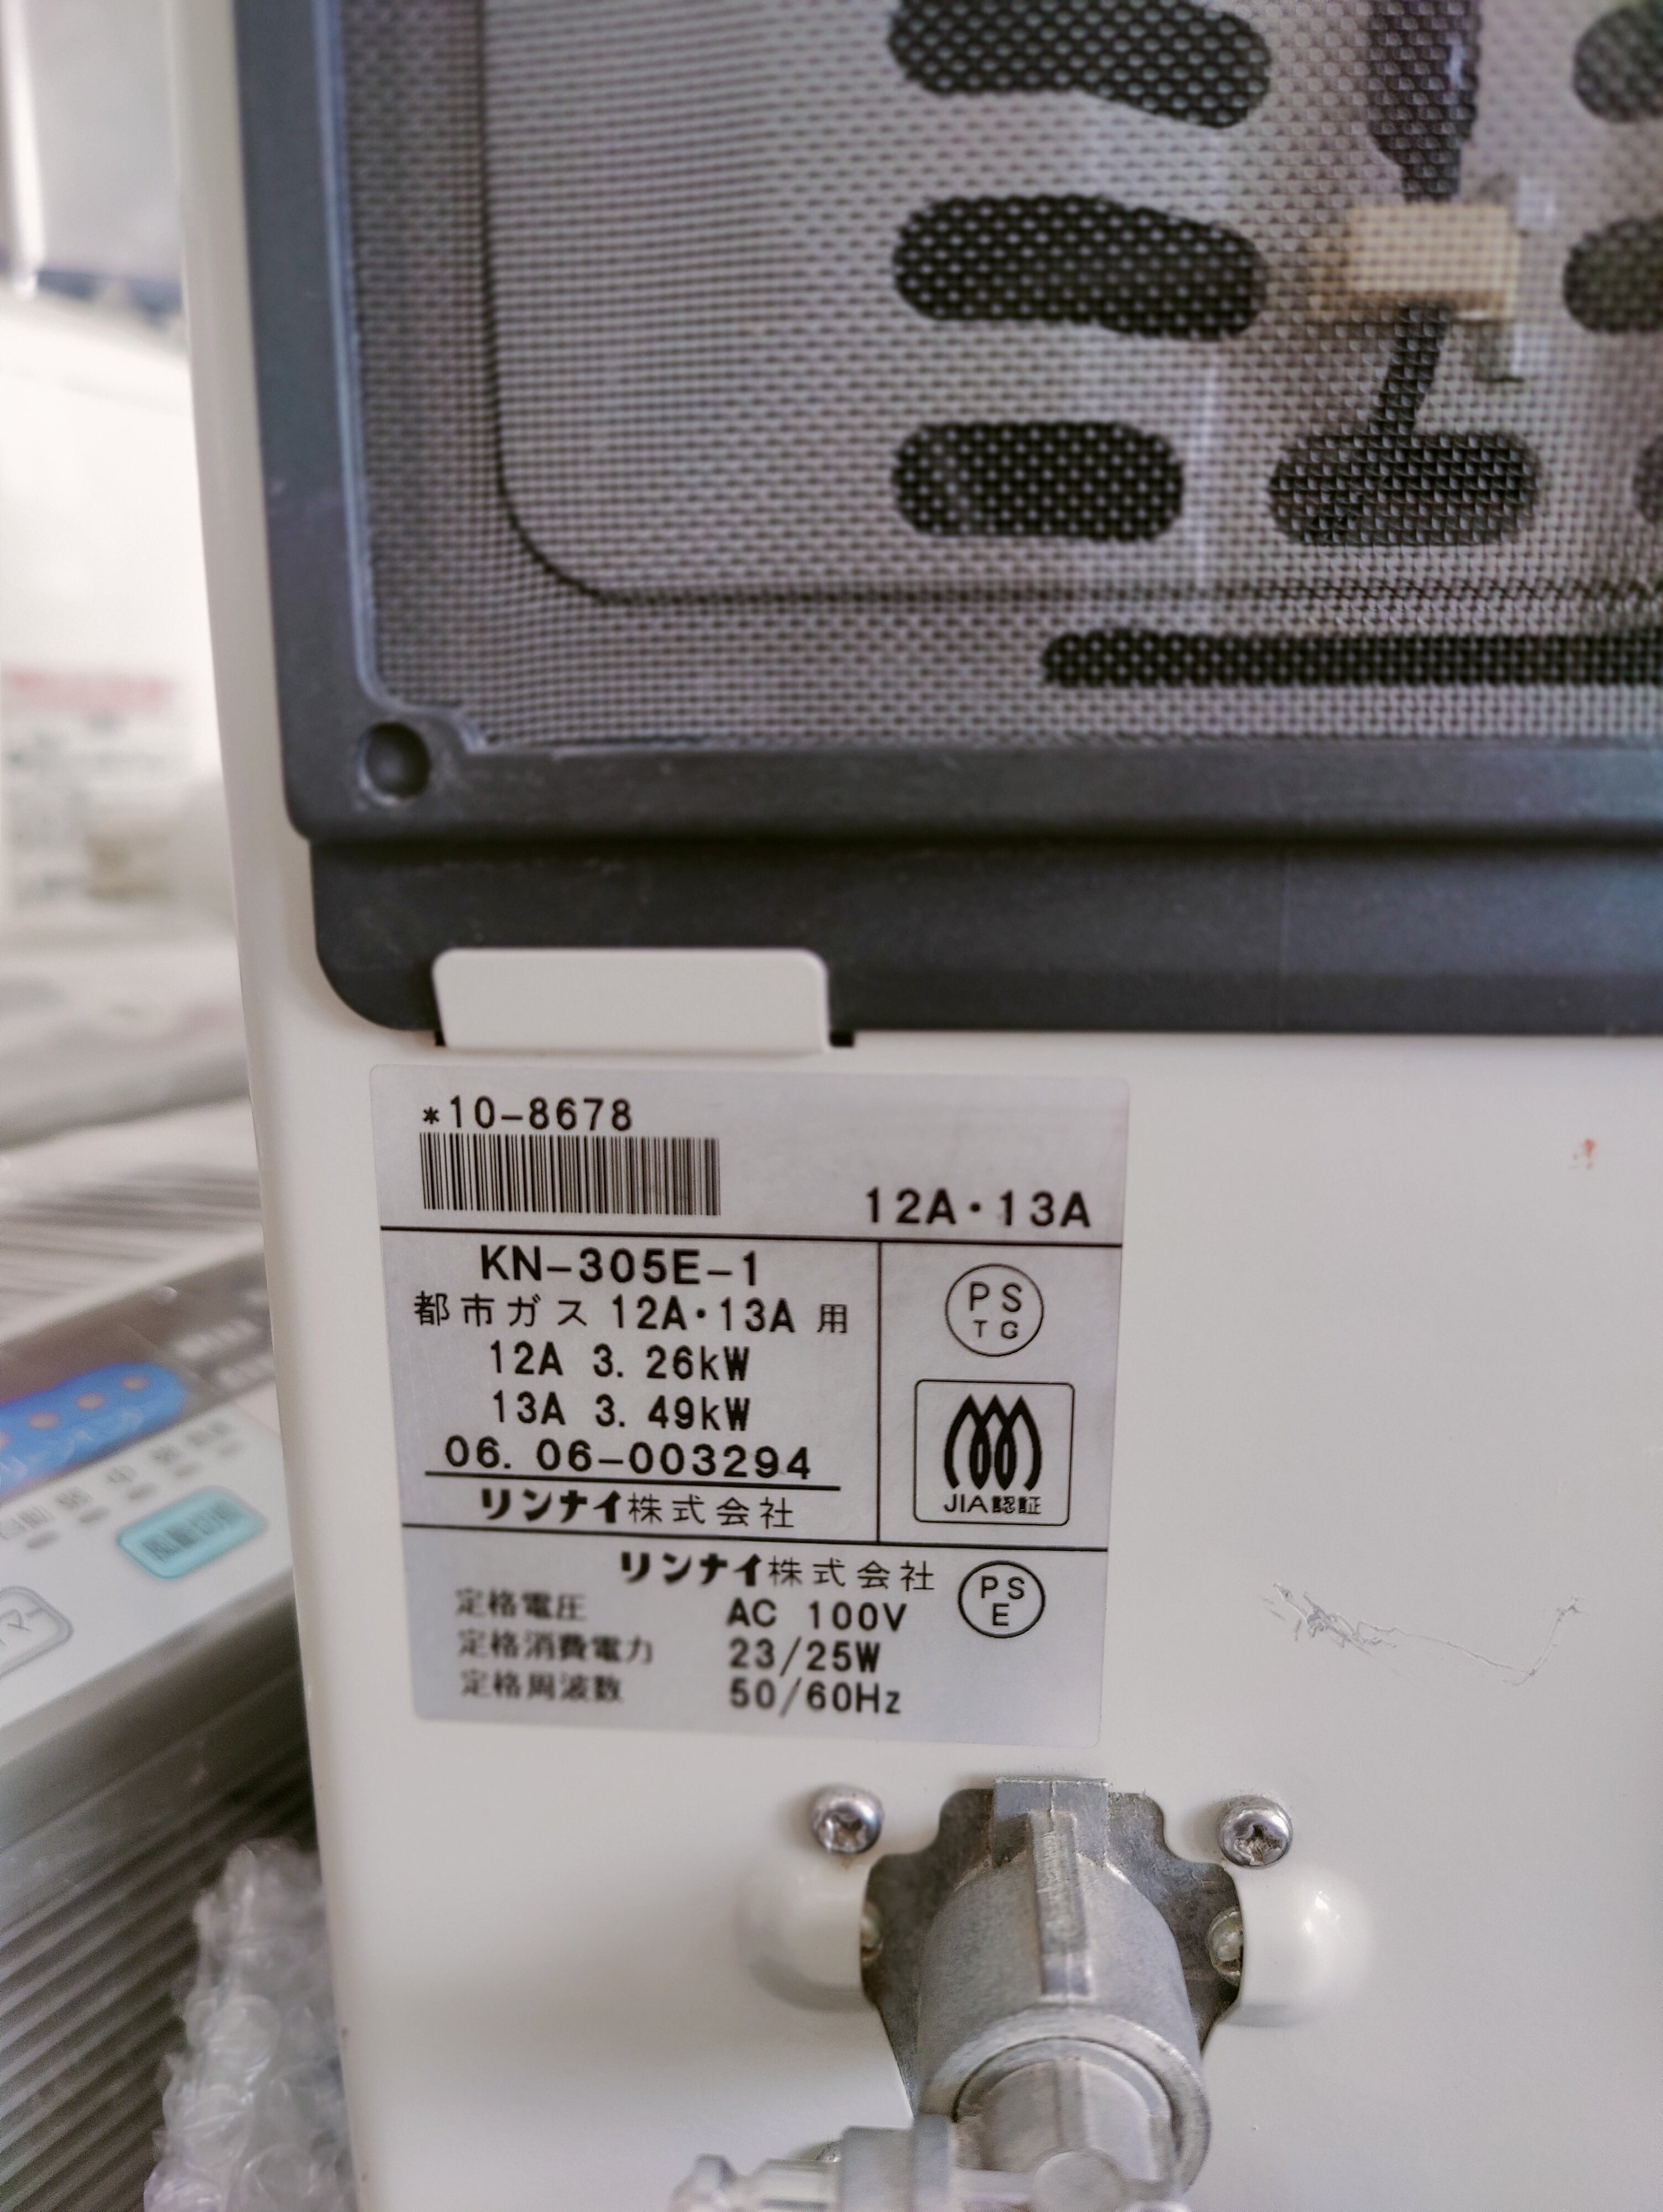 *10-8678
12A・13A
KN-305E-1
都市ガス 12A・13A 用
12A 3. 26kW
13A 3. 49kW
06. 06-003294
リンナイ株式会社
PS
TG
JIA認証
リンナイ株式会社
PS
E
定格電圧 AC 100V
定格消費電力 23/25W
定格周波数 50/60Hz